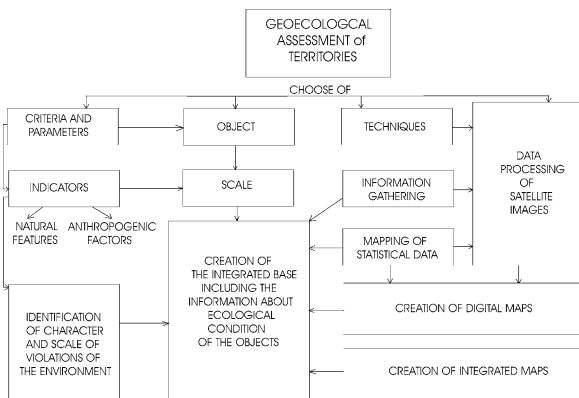 GEOECOLOGCAL
ASSESSMENT of
TERRITORIES
CHOOSE OF
CRITERIA AND
PARAMETERS
OBJECT
TECHNIQUES
DATA
PROCESSING
OF
SATELLITE
IMAGES
INDICATORS
SCALE
INFORMATION
GATHERING
NATURAL
FEATURES
ANTHROPOGENIC
FACTORS
MAPPING OF
STATISTICAL DATA
CREATION OF
THE INTEGRATED BASE
INCLUDING THE
INFORMATION ABOUT
ECOLOGICAL
CONDITION
OF THE OBJECTS
IDENTIFICATION
OF CHARACTER
AND SCALE OF
VIOLATIONS OF
THE ENVIRONMENT
CREATION OF DIGITAL MAPS
CREATION OF INTEGRATED MAPS